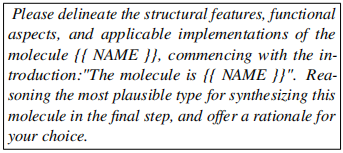 Please delineate the structural features, functional
aspects, and applicable implementations of the
molecule {{ NAME }}, commencing with the in-
troduction:"The molecule is {{ NAME }}". Rea-
soning the most plausible type for synthesizing this
molecule in the final step, and offer a rationale for
your choice.